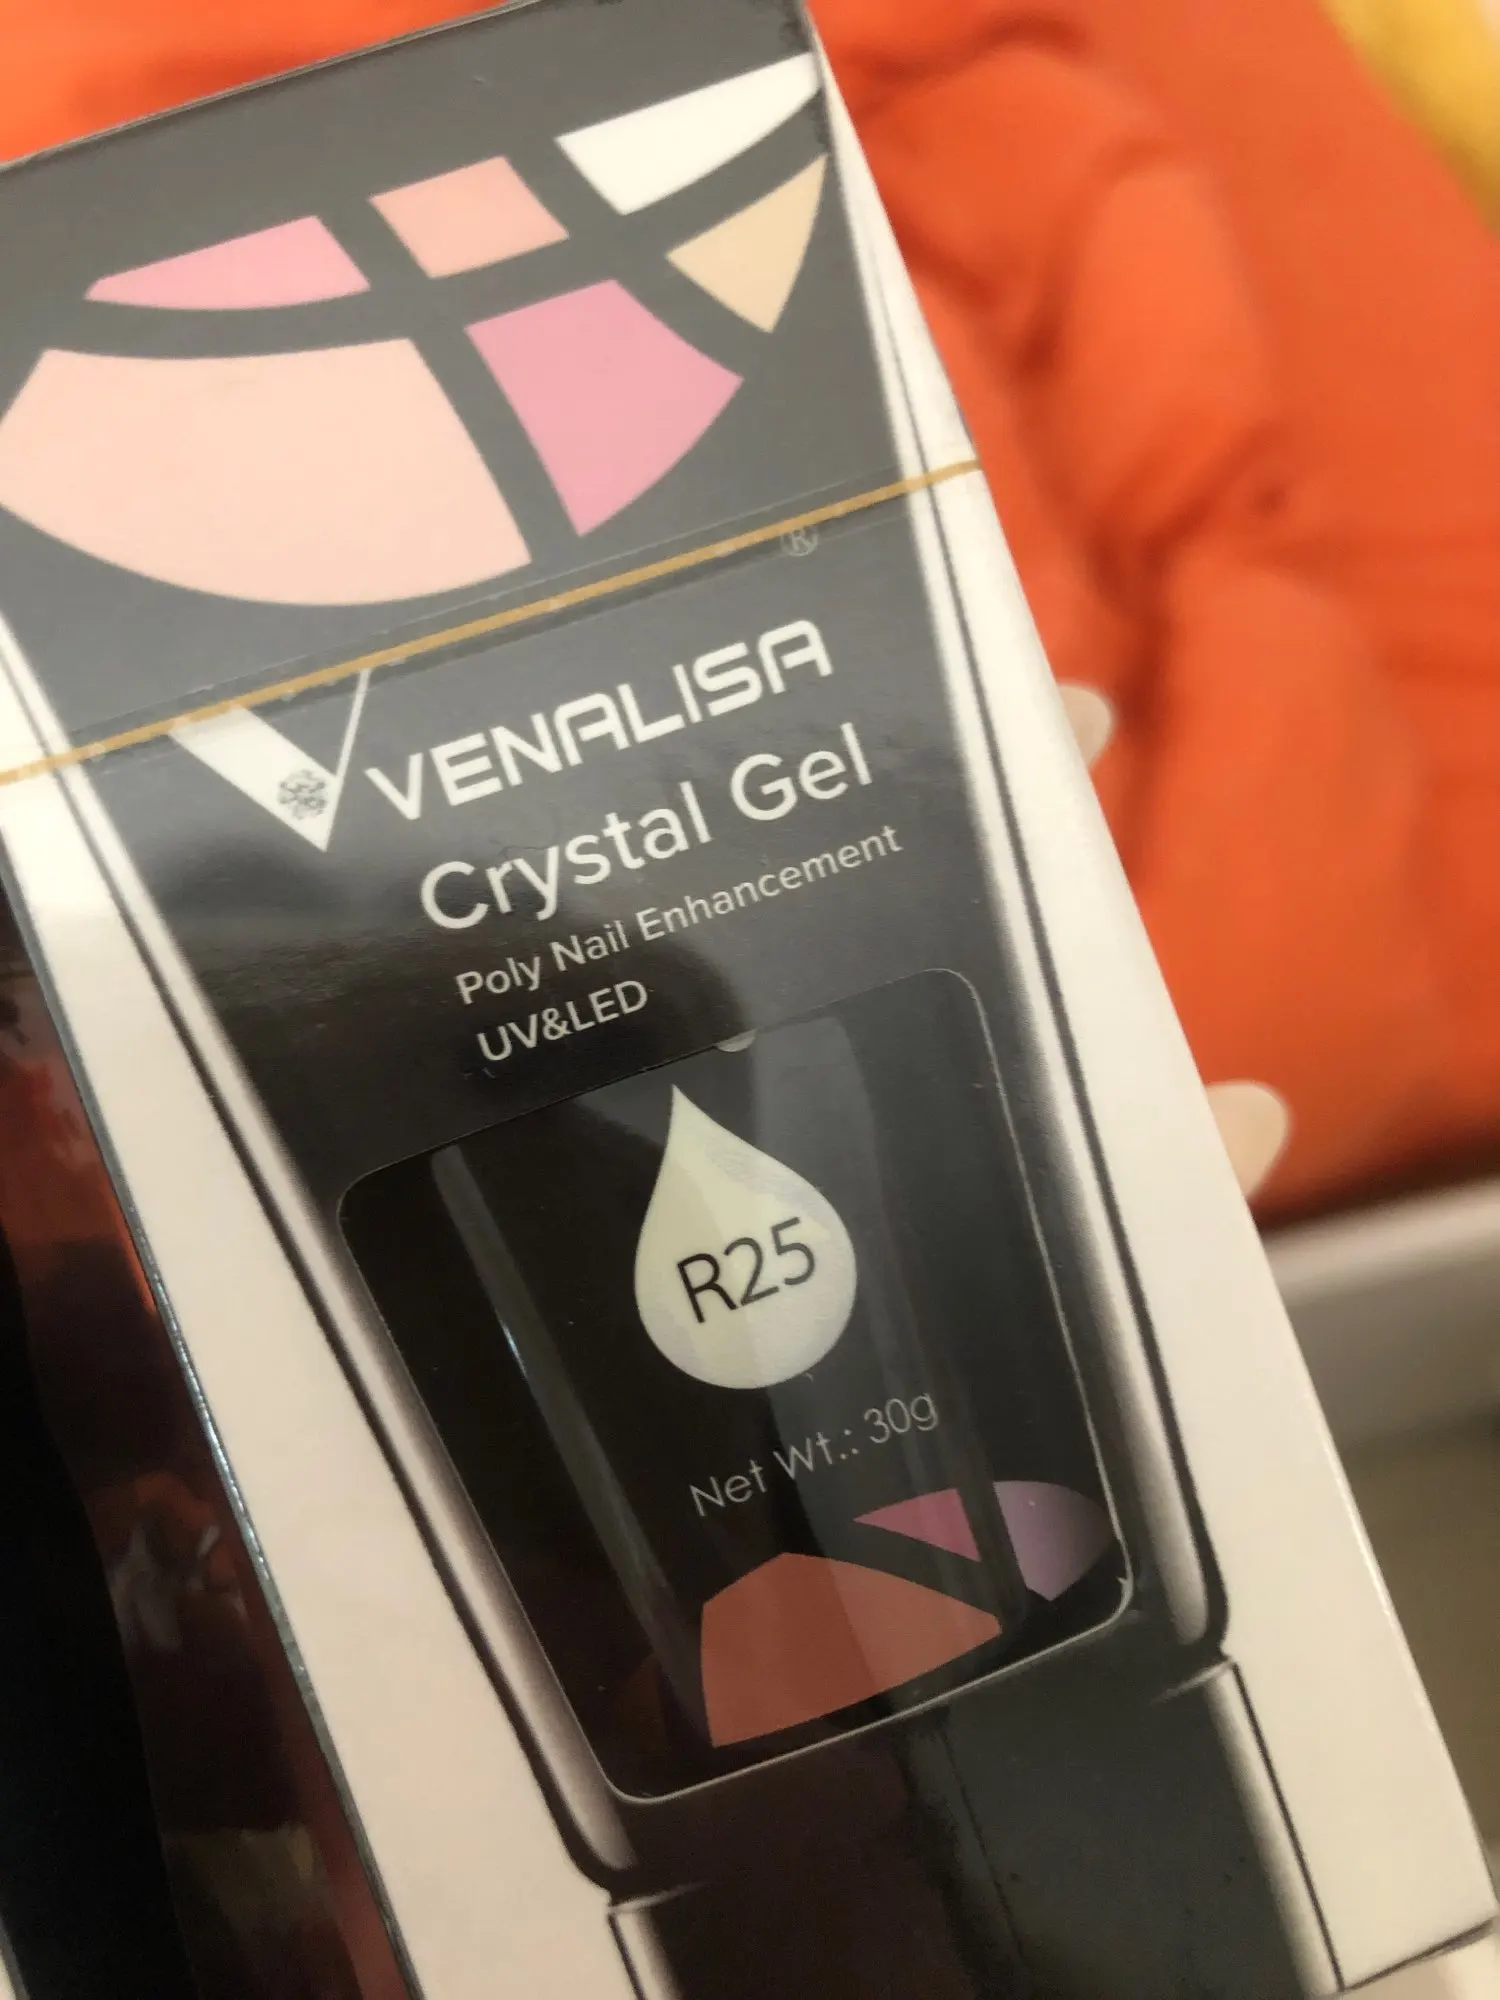 ®
VENALISA
Crystal Gel
Poly Nail Enhancement
UV&LED
R25
Net Wt.: 30g